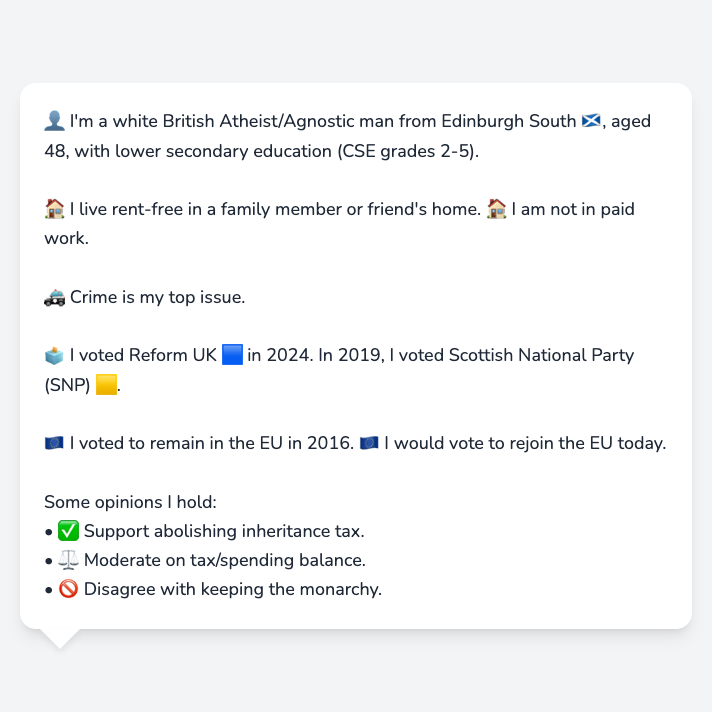 👤 I'm a white British Atheist/Agnostic man from Edinburgh South 🏴󠁧󠁢󠁳󠁣󠁴󠁿, aged
48, with lower secondary education (CSE grades 2-5).
🏠 I live rent-free in a family member or friend's home. 🏠 I am not in paid
work.
🚓 Crime is my top issue.
🗳️ I voted Reform UK 🟦 in 2024. In 2019, I voted Scottish National Party
(SNP) 🟨.
🇪🇺 I voted to remain in the EU in 2016. 🇪🇺 I would vote to rejoin the EU today.
Some opinions I hold:
• ✅ Support abolishing inheritance tax.
• ⚖️ Moderate on tax/spending balance.
• 🚫 Disagree with keeping the monarchy.